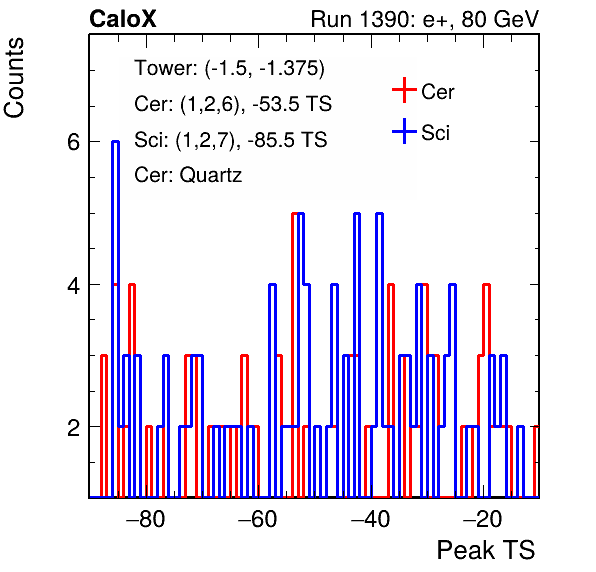 CaloX Run 1390: e+, 80 GeV
Counts
Tower: (-1.5, -1.375)
Cer: (1,2,6), -53.5 TS
Sci: (1,2,7), -85.5 TS
Cer: Quartz
Cer
Sci
6
4
2
−80 −60 −40 −20
Peak TS